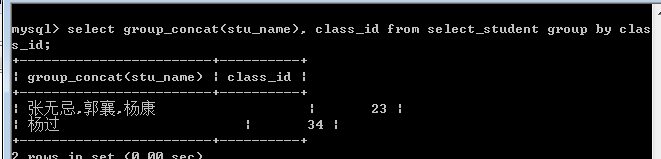 mysql> select group_concat(stu_name), class_id from select_student group by clas
s_id;
+------------------------+----------+
| group_concat(stu_name) | class_id |
+------------------------+----------+
| 张无忌,郭襄,杨康 | 23 |
| 杨过 | 34 |
+------------------------+----------+
2 rows in set (0.00 sec)